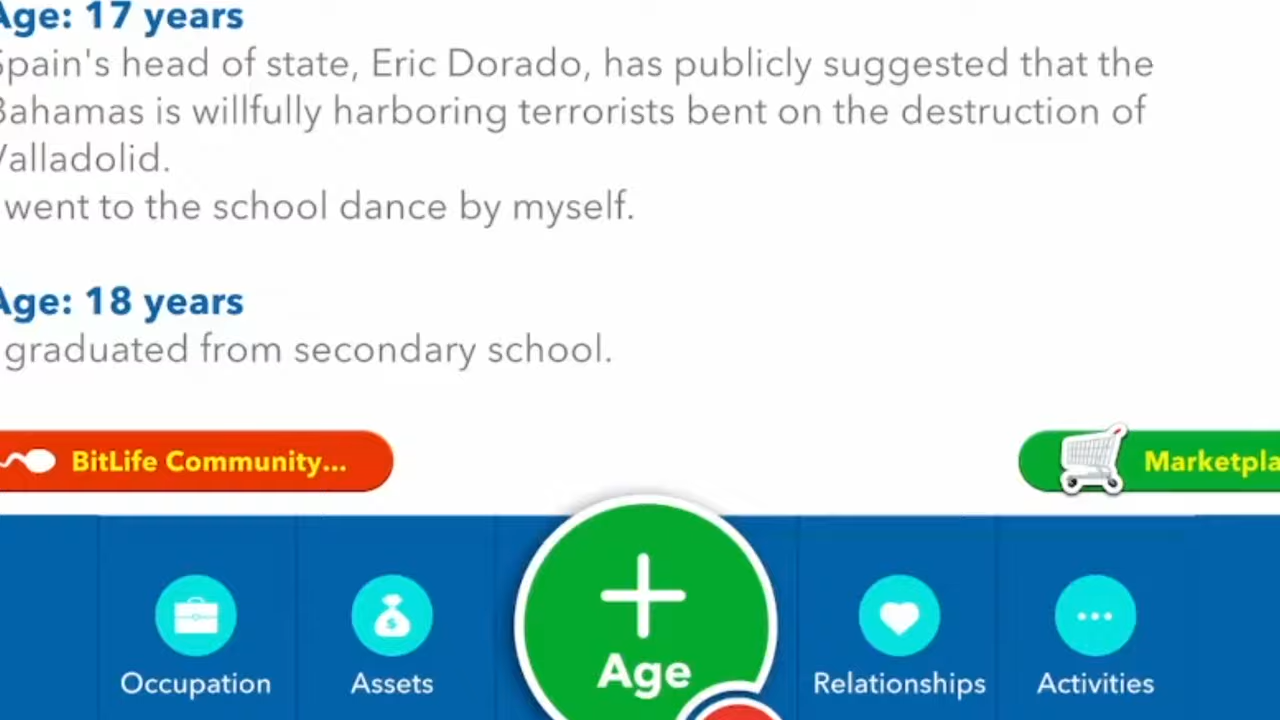 Age: 17 years
Spain's head of state, Eric Dorado, has publicly suggested that the
Bahamas is willfully harboring terrorists bent on the destruction of
Valladolid.
went to the school dance by myself.
Age: 18 years
graduated from secondary school.
BitLife Community...
Marketpla
Age
Occupation
Assets
Relationships
Activities